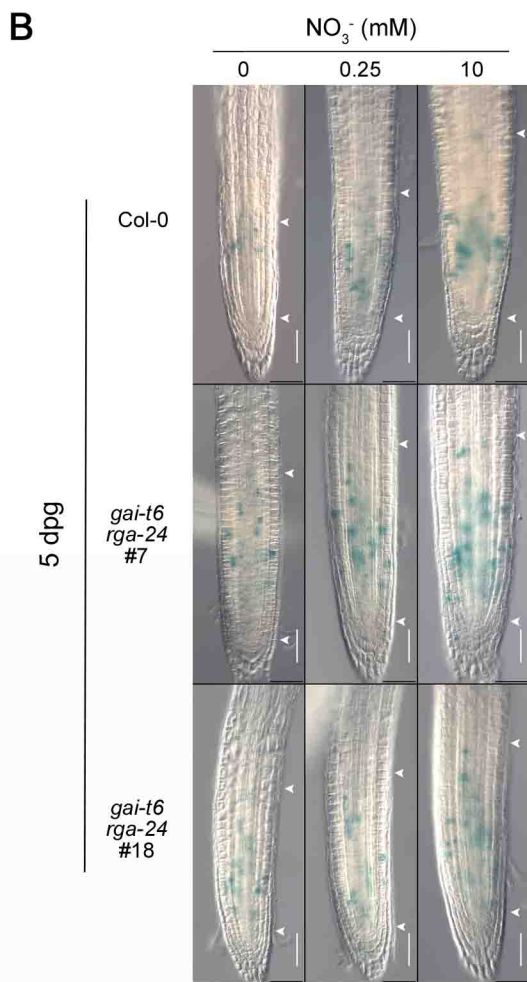 B
NO₃⁻ (mM)
0 0.25 10
Col-0
5 dpg
gai-t6
rga-24
#7
gai-t6
rga-24
#18